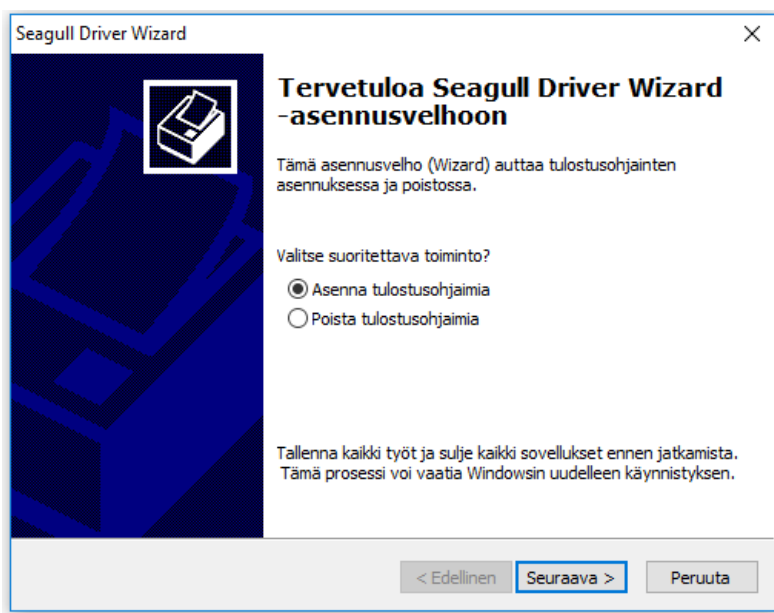 Seagull Driver Wizard
Tervetuloa Seagull Driver Wizard
-asennusvelhoon
Tämä asennusvelho (Wizard) auttaa tulostusohjainten
asennuksessa ja poistossa.
Valitse suoritettava toiminto?
Asenna tulostusohjaimia
Poista tulostusohjaimia
Tallenna kaikki työt ja sulje kaikki sovellukset ennen jatkamista.
Tämä prosessi voi vaatia Windowsin uudelleen käynnistyksen.
< Edellinen Seuraava > Peruuta